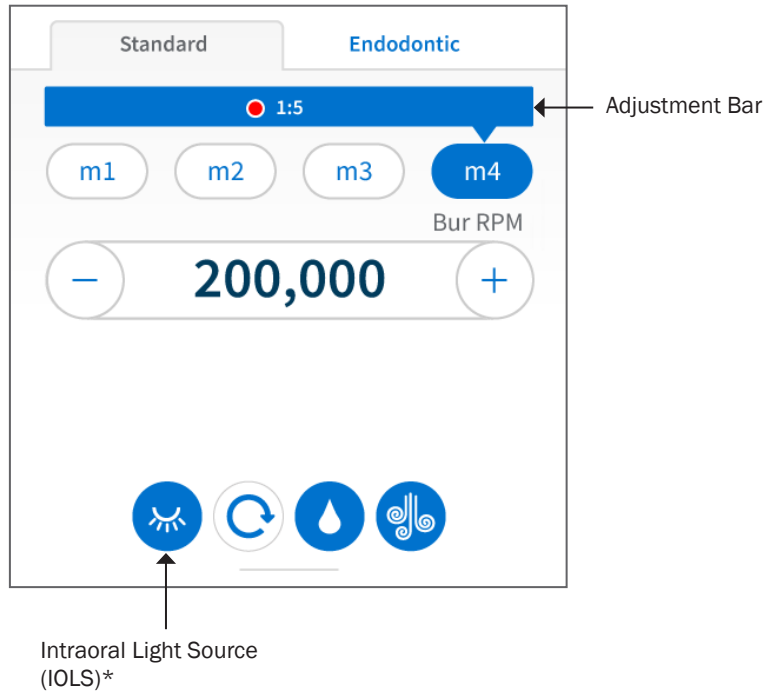 Standard
Endodontic
1:5
Adjustment Bar
m1
m2
m3
m4
Bur RPM
−
200,000
+
Intraoral Light Source
(IOLS)*